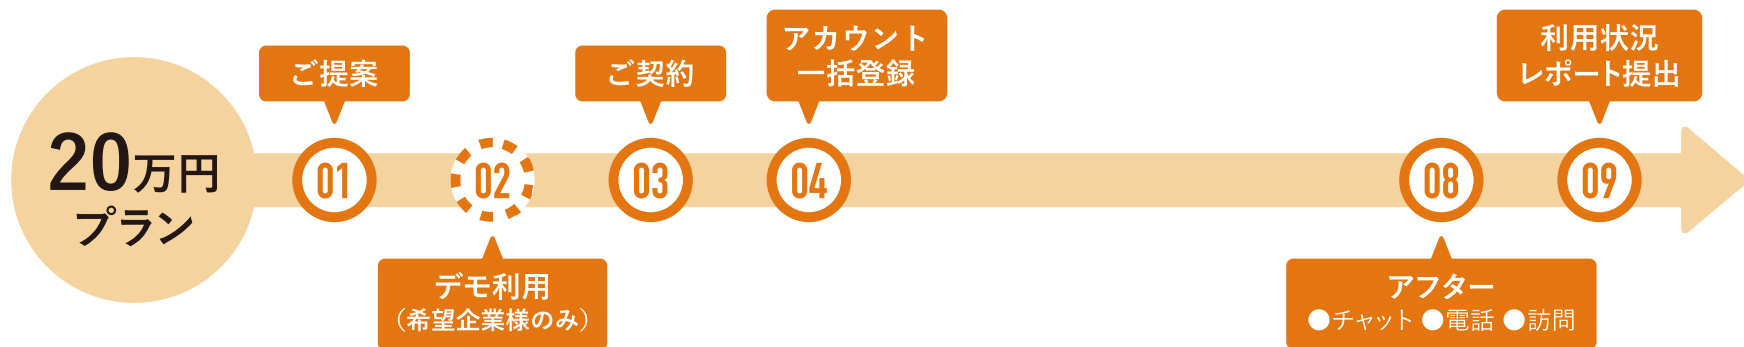 20万円
プラン
ご提案
01
02
デモ利用
（希望企業様のみ）
ご契約
03
アカウント
一括登録
04
08
アフター
●チャット ●電話 ●訪問
利用状況
レポート提出
09